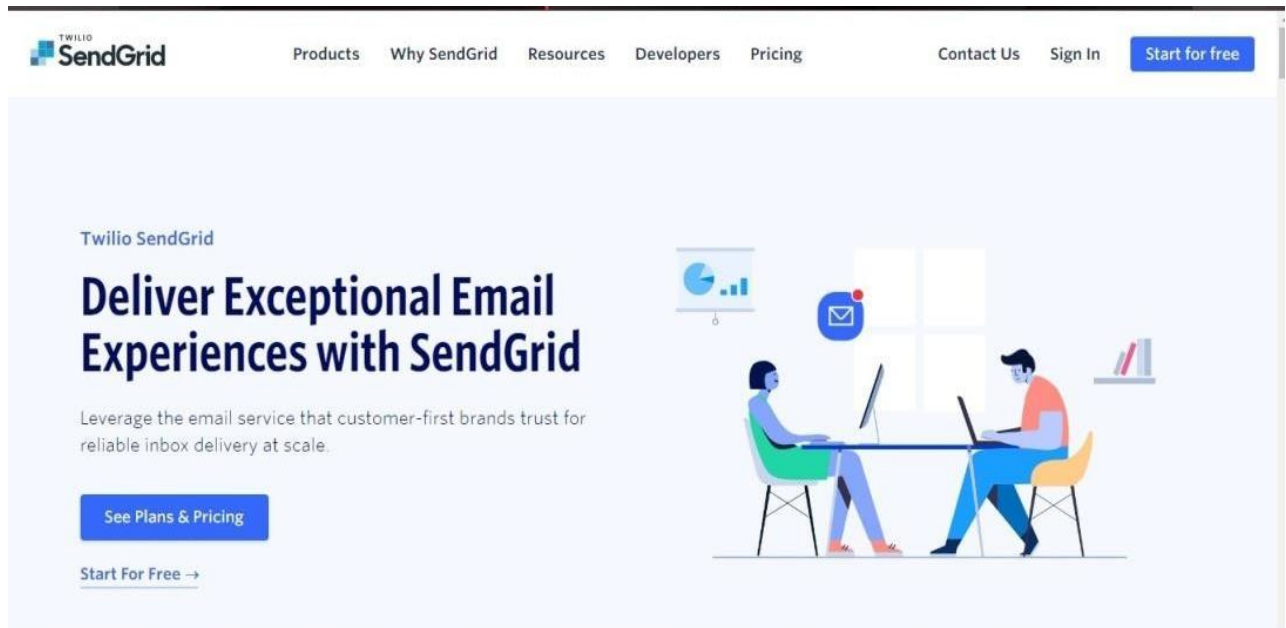 TWILIO
SendGrid
Products Why SendGrid Resources Developers Pricing Contact Us Sign In Start for free
Twilio SendGrid
Deliver Exceptional Email
Experiences with SendGrid
Leverage the email service that customer-first brands trust for
reliable inbox delivery at scale.
See Plans & Pricing
Start For Free →